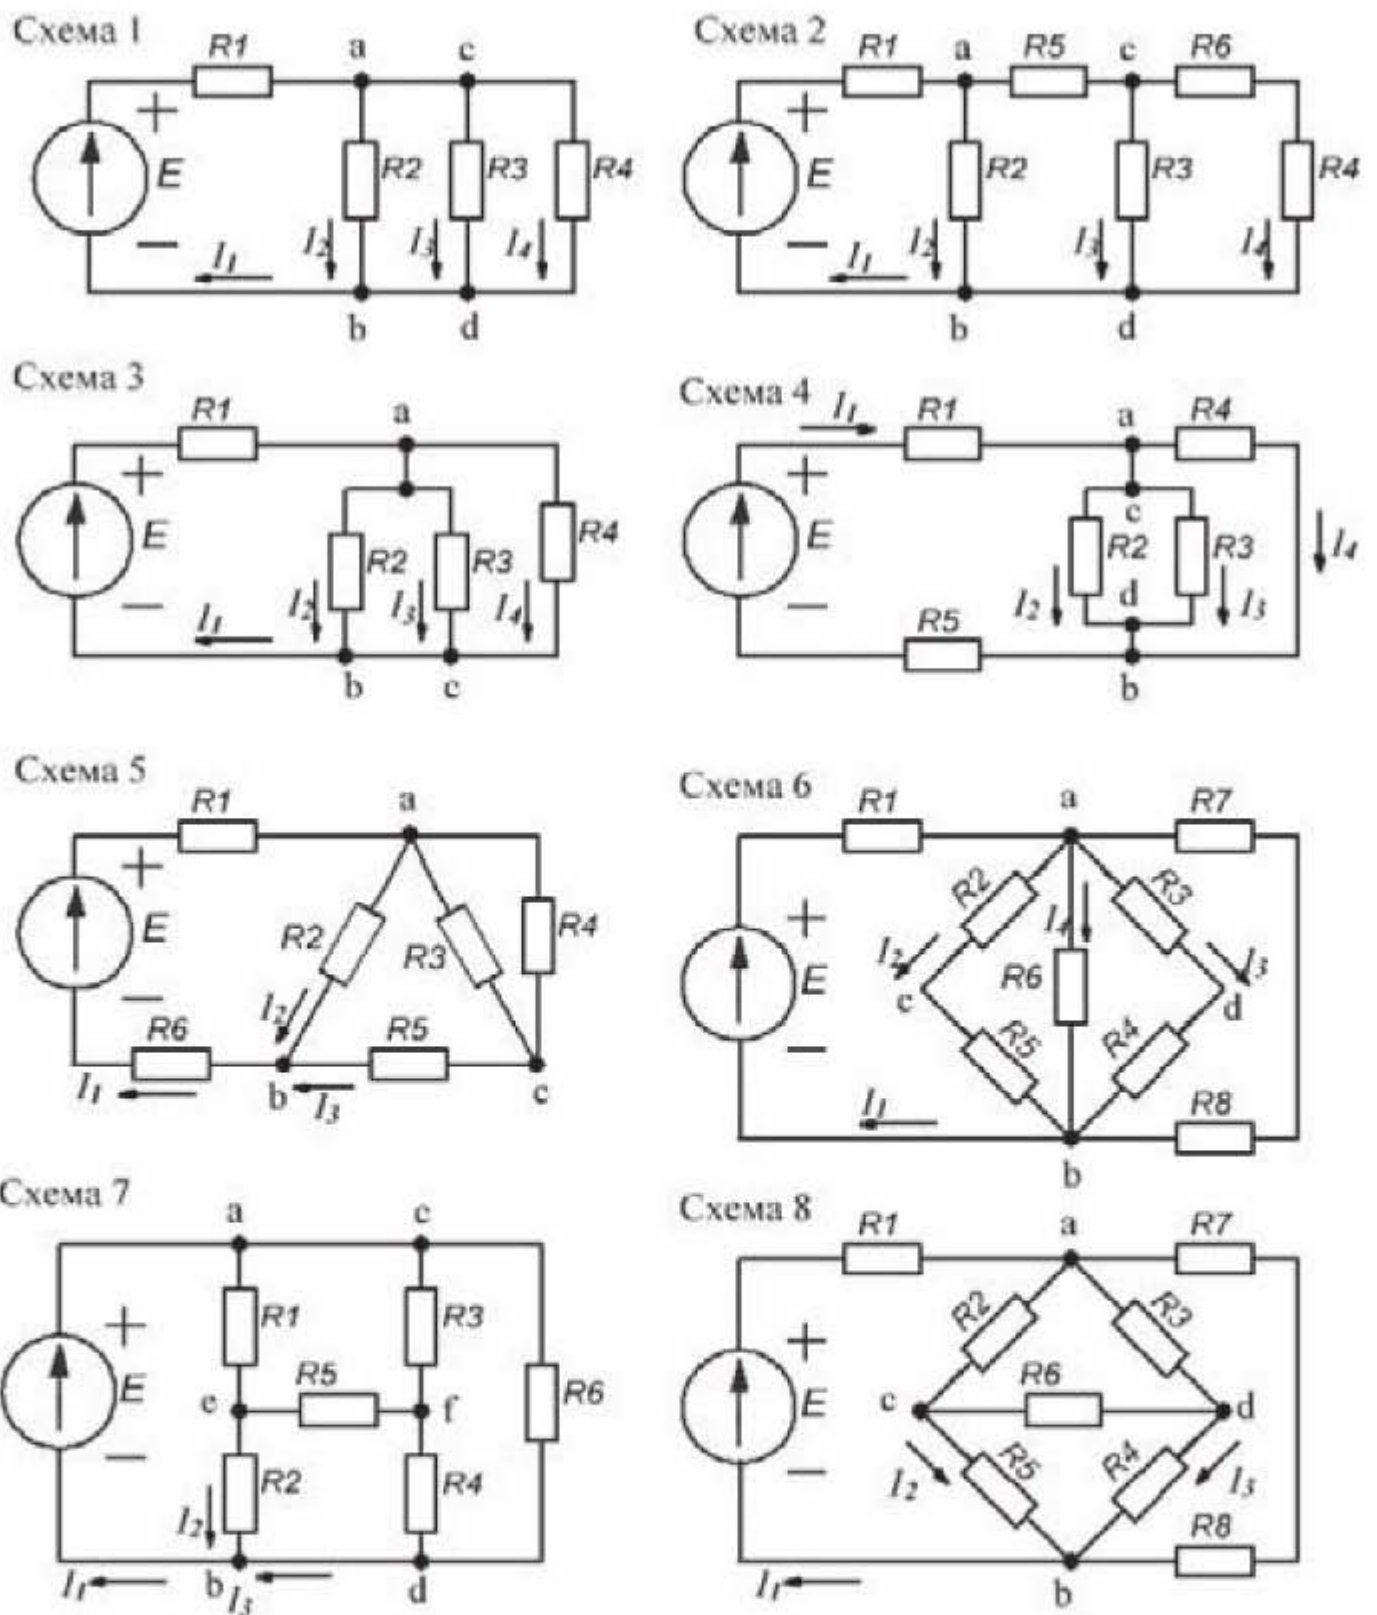 Схема 1
R1 a c
E R2 R3 R4
I1 I2 I3 I4
b d
Схема 2
R1 a R5 c R6
E R2 R3 R4
I1 I2 I3 I4
b d
Схема 3
R1 a
E R2 R3 R4
I1 I2 I3 I4
b c
Схема 4
I1 R1 a R4
c
E R2 R3 I4
I2 d I3
R5
b
Схема 5
R1 a
E R2 R3 R4
I2
R6 R5
I1 b I3 c
Схема 6
R1 a R7
R2 R3
I2 I4 I3
E c R6 d
R5 R4
I1 R8
b
Схема 7
a c
R1 R3
E R5 R6
e f
R2 R4
I2
I1 b I3 d
Схема 8
R1 a R7
R2 R3
E c R6 d
I2 R5 R4 I3
R8
I1 b